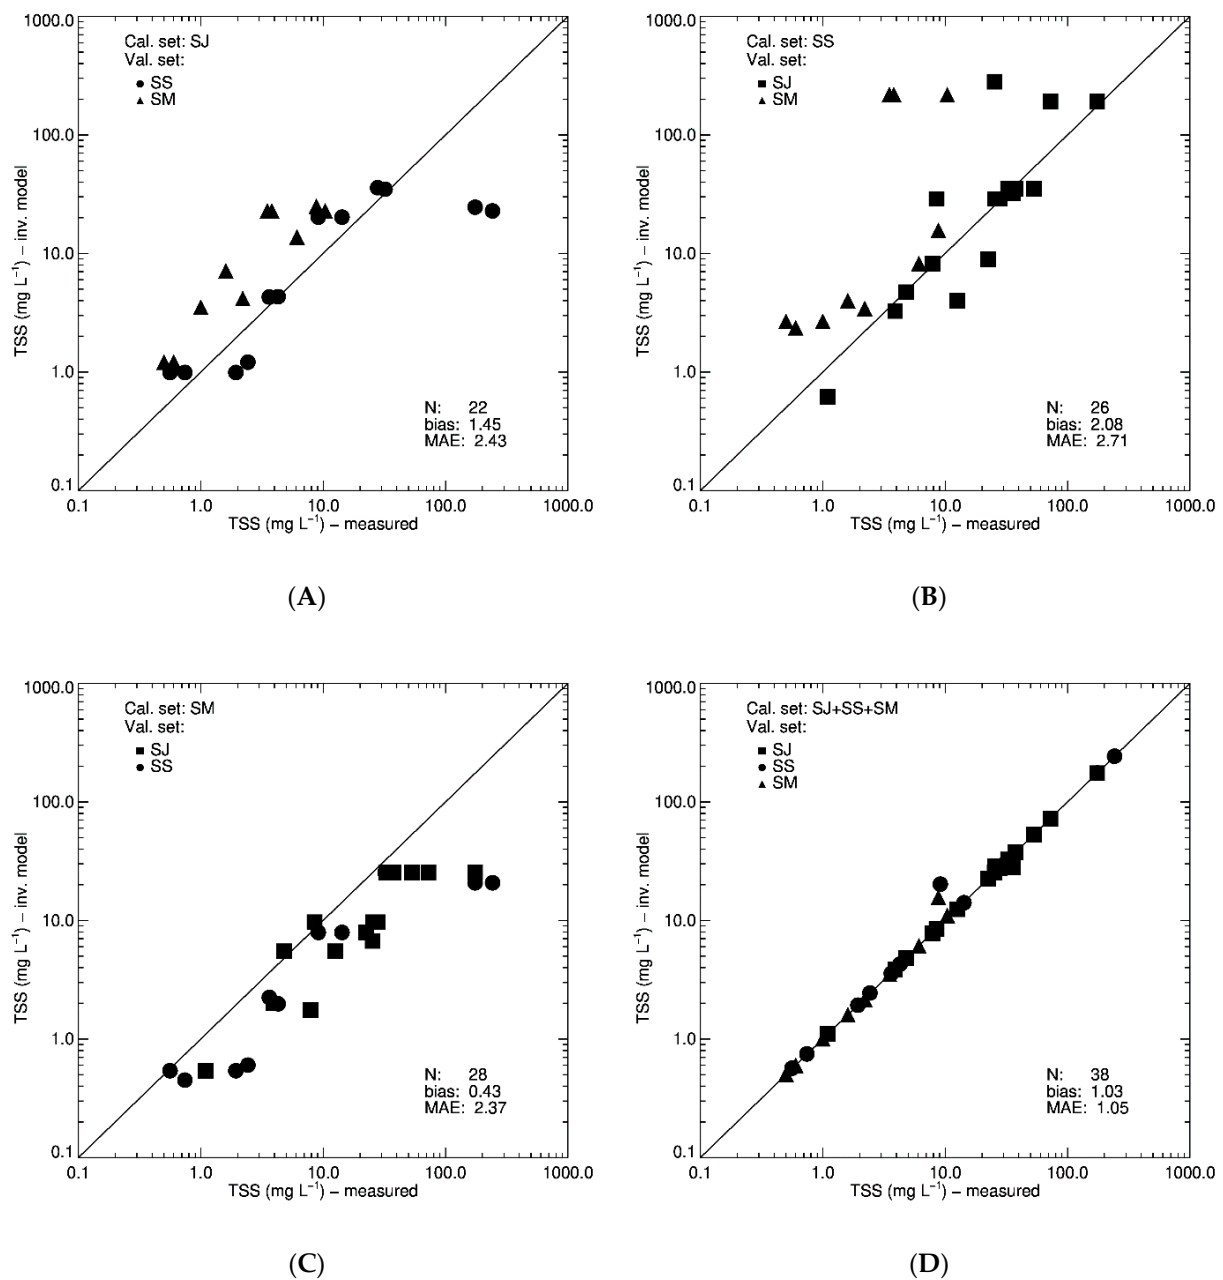 1000.0
Cal. set: SJ
Val. set:
SS
SM
100.0
10.0
1.0
0.1
TSS (mg L⁻¹) – inv. model
N: 22
bias: 1.45
MAE: 2.43
0.1 1.0 10.0 100.0 1000.0
TSS (mg L⁻¹) – measured
(A)
1000.0
Cal. set: SS
Val. set:
SJ
SM
100.0
10.0
1.0
0.1
TSS (mg L⁻¹) – inv. model
N: 26
bias: 2.08
MAE: 2.71
0.1 1.0 10.0 100.0 1000.0
TSS (mg L⁻¹) – measured
(B)
1000.0
Cal. set: SM
Val. set:
SJ
SS
100.0
10.0
1.0
0.1
TSS (mg L⁻¹) – inv. model
N: 28
bias: 0.43
MAE: 2.37
0.1 1.0 10.0 100.0 1000.0
TSS (mg L⁻¹) – measured
(C)
1000.0
Cal. set: SJ+SS+SM
Val. set:
SJ
SS
SM
100.0
10.0
1.0
0.1
TSS (mg L⁻¹) – inv. model
N: 38
bias: 1.03
MAE: 1.05
0.1 1.0 10.0 100.0 1000.0
TSS (mg L⁻¹) – measured
(D)